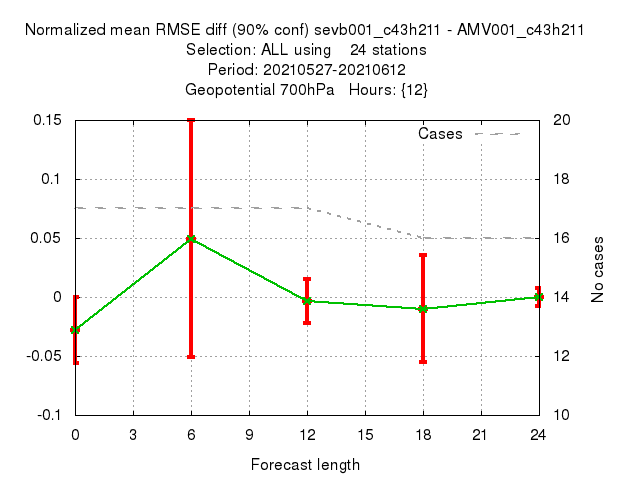 Normalized mean RMSE diff (90% conf) sevb001_c43h211 - AMV001_c43h211
Selection: ALL using    24 stations
Period: 20210527-20210612
Geopotential 700hPa   Hours: {12}
Cases
0.15
0.1
0.05
0
-0.05
-0.1
20
18
16
14
12
10
No cases
0 3 6 9 12 15 18 21 24
Forecast length